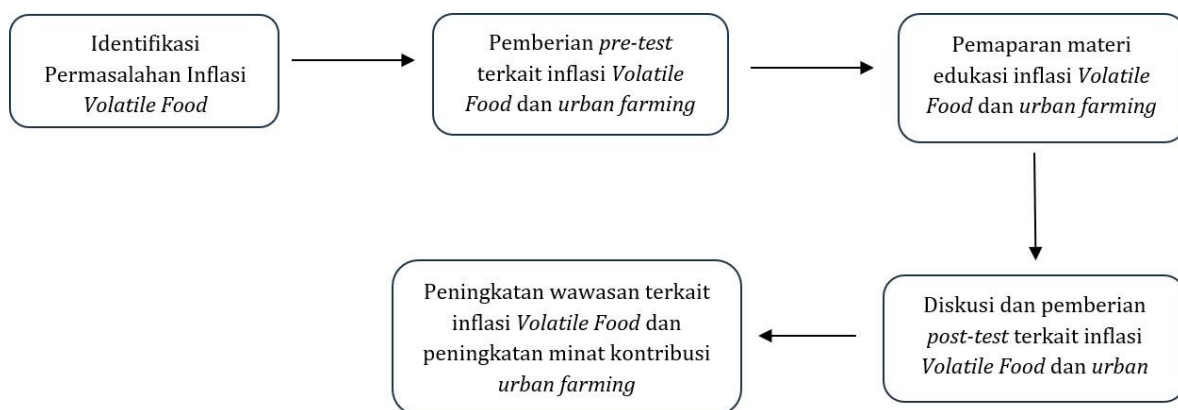 Identifikasi
Permasalahan Inflasi
Volatile Food
Pemberian pre-test
terkait inflasi Volatile
Food dan urban farming
Pemaparan materi
edukasi inflasi Volatile
Food dan urban farming
Diskusi dan pemberian
post-test terkait inflasi
Volatile Food dan urban
Peningkatan wawasan terkait
inflasi Volatile Food dan
peningkatan minat kontribusi
urban farming